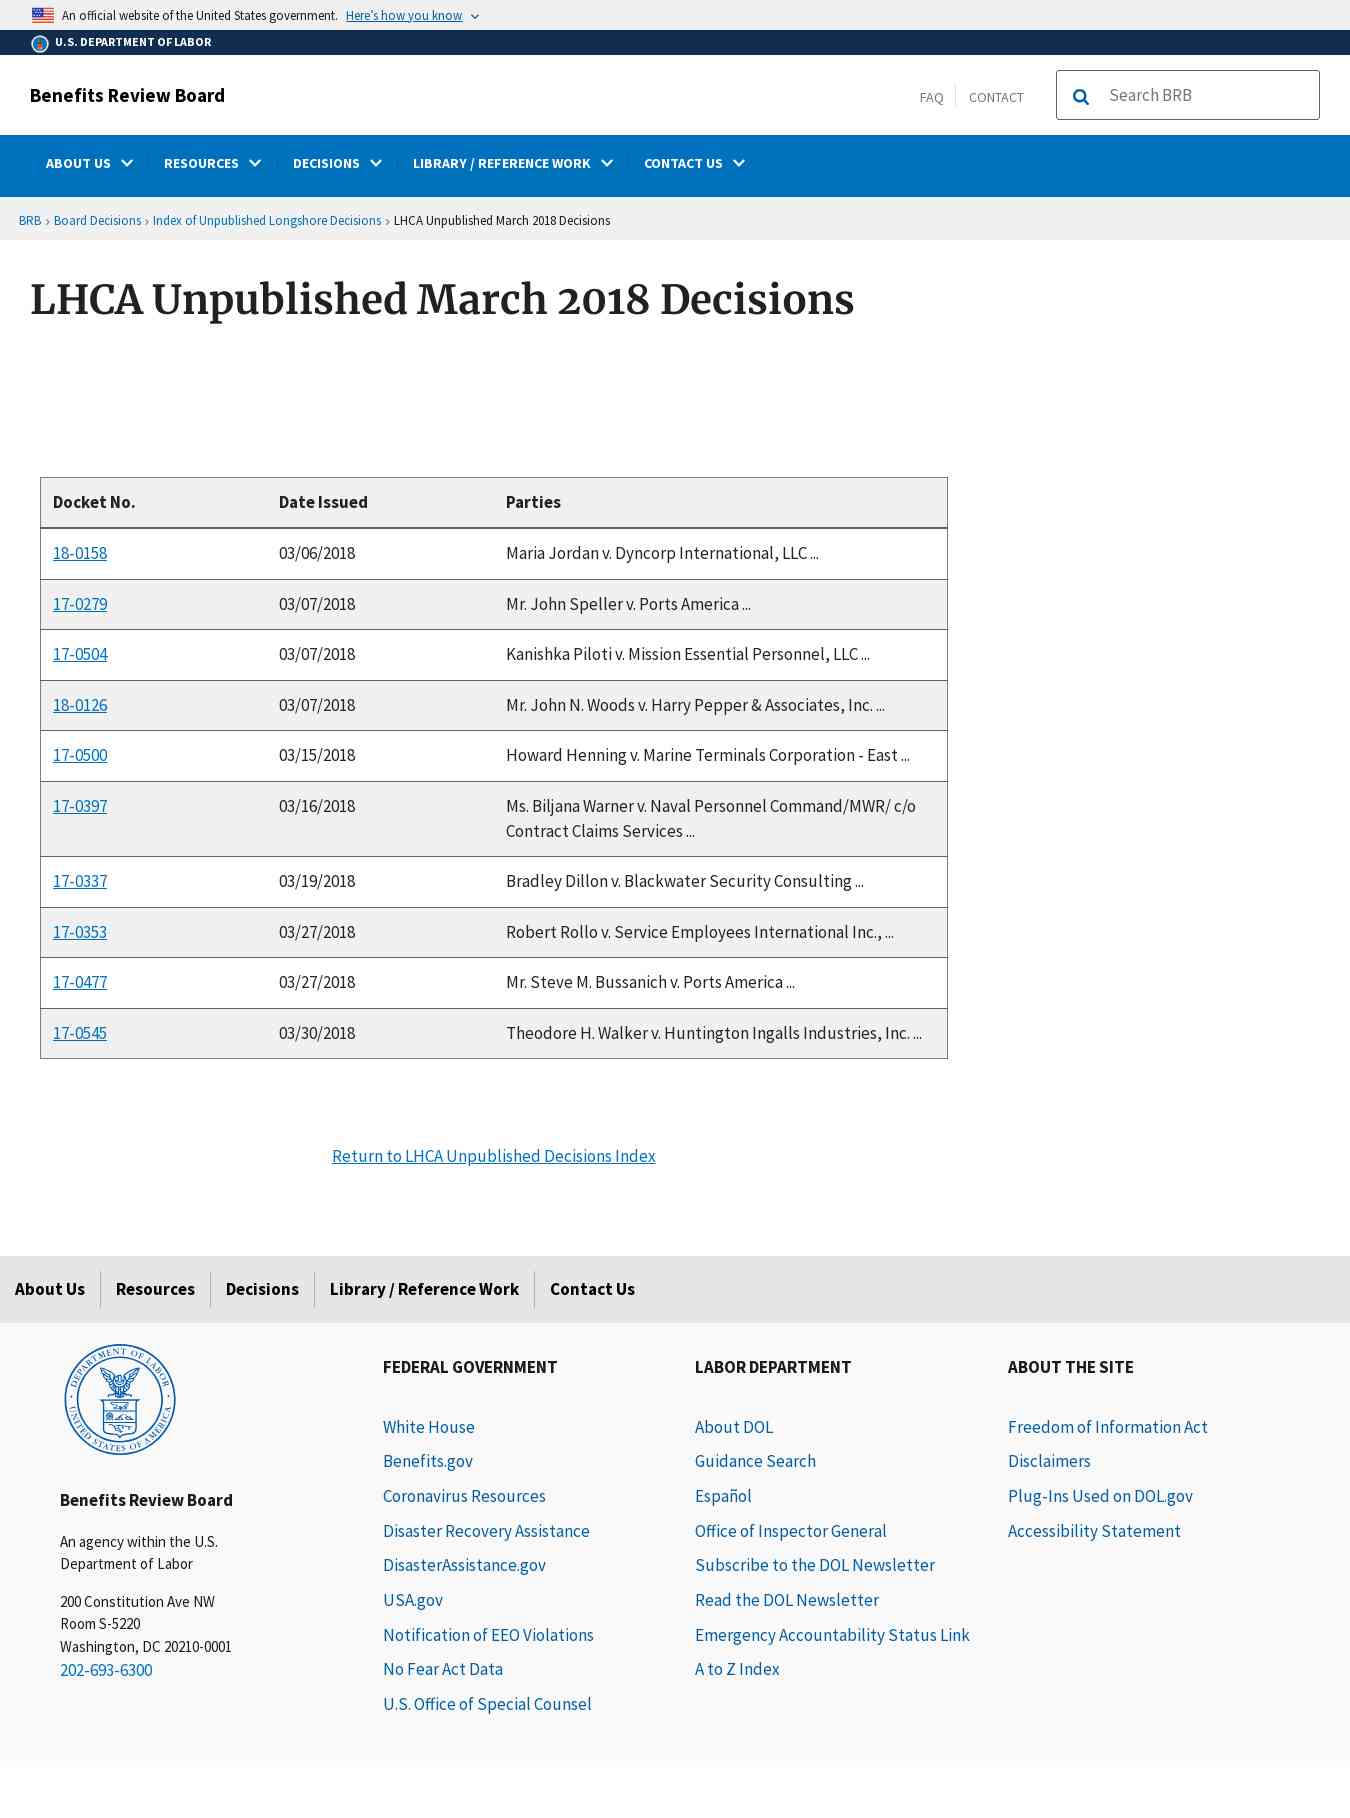 An official website of the United States government. Here's how you know
U.S. DEPARTMENT OF LABOR
Benefits Review Board
FAQ
CONTACT
Search BRB
ABOUT US
RESOURCES
DECISIONS
LIBRARY / REFERENCE WORK
CONTACT US
BRB › Board Decisions › Index of Unpublished Longshore Decisions › LHCA Unpublished March 2018 Decisions
LHCA Unpublished March 2018 Decisions
Docket No. Date Issued Parties
18-0158 03/06/2018 Maria Jordan v. Dyncorp International, LLC ...
17-0279 03/07/2018 Mr. John Speller v. Ports America ...
17-0504 03/07/2018 Kanishka Piloti v. Mission Essential Personnel, LLC ...
18-0126 03/07/2018 Mr. John N. Woods v. Harry Pepper & Associates, Inc. ...
17-0500 03/15/2018 Howard Henning v. Marine Terminals Corporation - East ...
17-0397 03/16/2018 Ms. Biljana Warner v. Naval Personnel Command/MWR/ c/o
Contract Claims Services ...
17-0337 03/19/2018 Bradley Dillon v. Blackwater Security Consulting ...
17-0353 03/27/2018 Robert Rollo v. Service Employees International Inc., ...
17-0477 03/27/2018 Mr. Steve M. Bussanich v. Ports America ...
17-0545 03/30/2018 Theodore H. Walker v. Huntington Ingalls Industries, Inc. ...
Return to LHCA Unpublished Decisions Index
About Us
Resources
Decisions
Library / Reference Work
Contact Us
DEPARTMENT OF LABOR
UNITED STATES OF AMERICA
Benefits Review Board
An agency within the U.S.
Department of Labor
200 Constitution Ave NW
Room S-5220
Washington, DC 20210-0001
202-693-6300
FEDERAL GOVERNMENT
White House
Benefits.gov
Coronavirus Resources
Disaster Recovery Assistance
DisasterAssistance.gov
USA.gov
Notification of EEO Violations
No Fear Act Data
U.S. Office of Special Counsel
LABOR DEPARTMENT
About DOL
Guidance Search
Español
Office of Inspector General
Subscribe to the DOL Newsletter
Read the DOL Newsletter
Emergency Accountability Status Link
A to Z Index
ABOUT THE SITE
Freedom of Information Act
Disclaimers
Plug-Ins Used on DOL.gov
Accessibility Statement